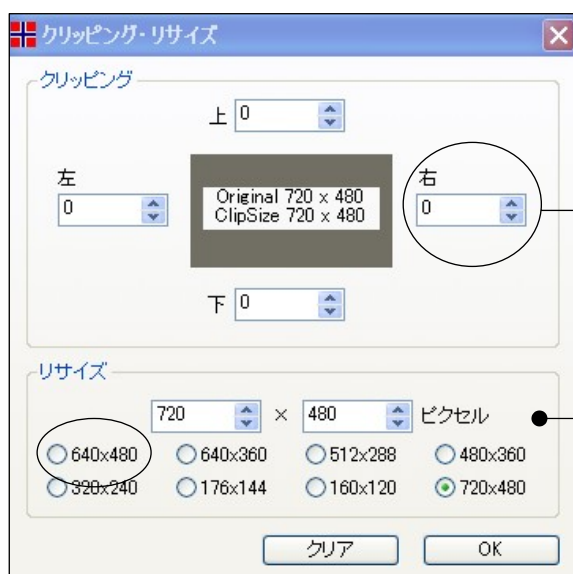 クリッピング・リサイズ
クリッピング
上 0
左
0
Original 720 x 480
ClipSize 720 x 480
右
0
下 0
リサイズ
720 × 480 ピクセル
640x480 640x360 512x288 480x360
320x240 176x144 160x120 720x480
クリア OK